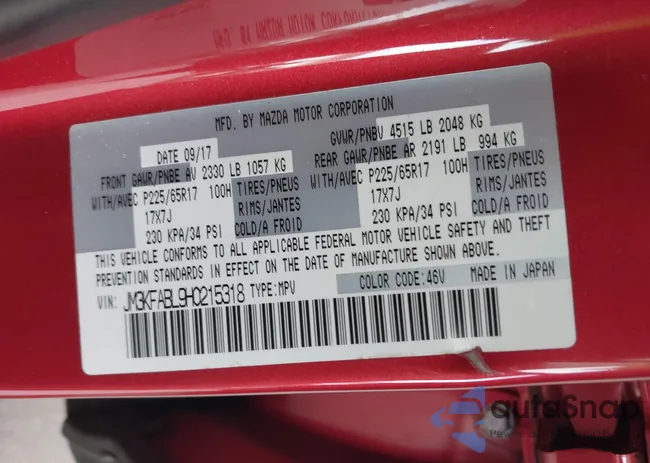 MFD. BY MAZDA MOTOR CORPORATION
DATE 09/17 GVWR/PNBV 4515 LB 2048 KG
FRONT GAWR/PNBE AV 2330 LB 1057 KG REAR GAWR/PNBE AR 2191 LB 994 KG
WITH/AVEC P225/65R17 100H TIRES/PNEUS WITH/AVEC P225/65R17 100H TIRES/PNEUS
17X7J RIMS/JANTES 17X7J RIMS/JANTES
230 KPA/34 PSI COLD/A FROID 230 KPA/34 PSI COLD/A FROID
THIS VEHICLE CONFORMS TO ALL APPLICABLE FEDERAL MOTOR VEHICLE SAFETY AND THEFT
PREVENTION STANDARDS IN EFFECT ON THE DATE OF MANUFACTURE SHOWN ABOVE.
COLOR CODE:46V MADE IN JAPAN
VIN: JM3KFABL9H0215318 TYPE:MPV
autoSnap